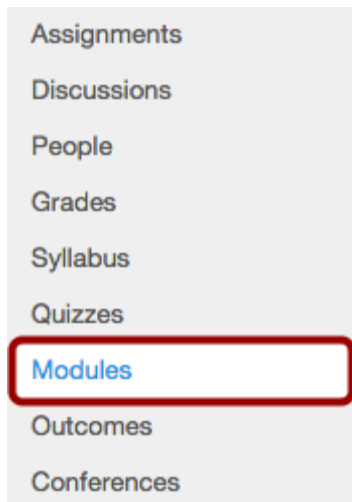 Assignments
Discussions
People
Grades
Syllabus
Quizzes
Modules
Outcomes
Conferences